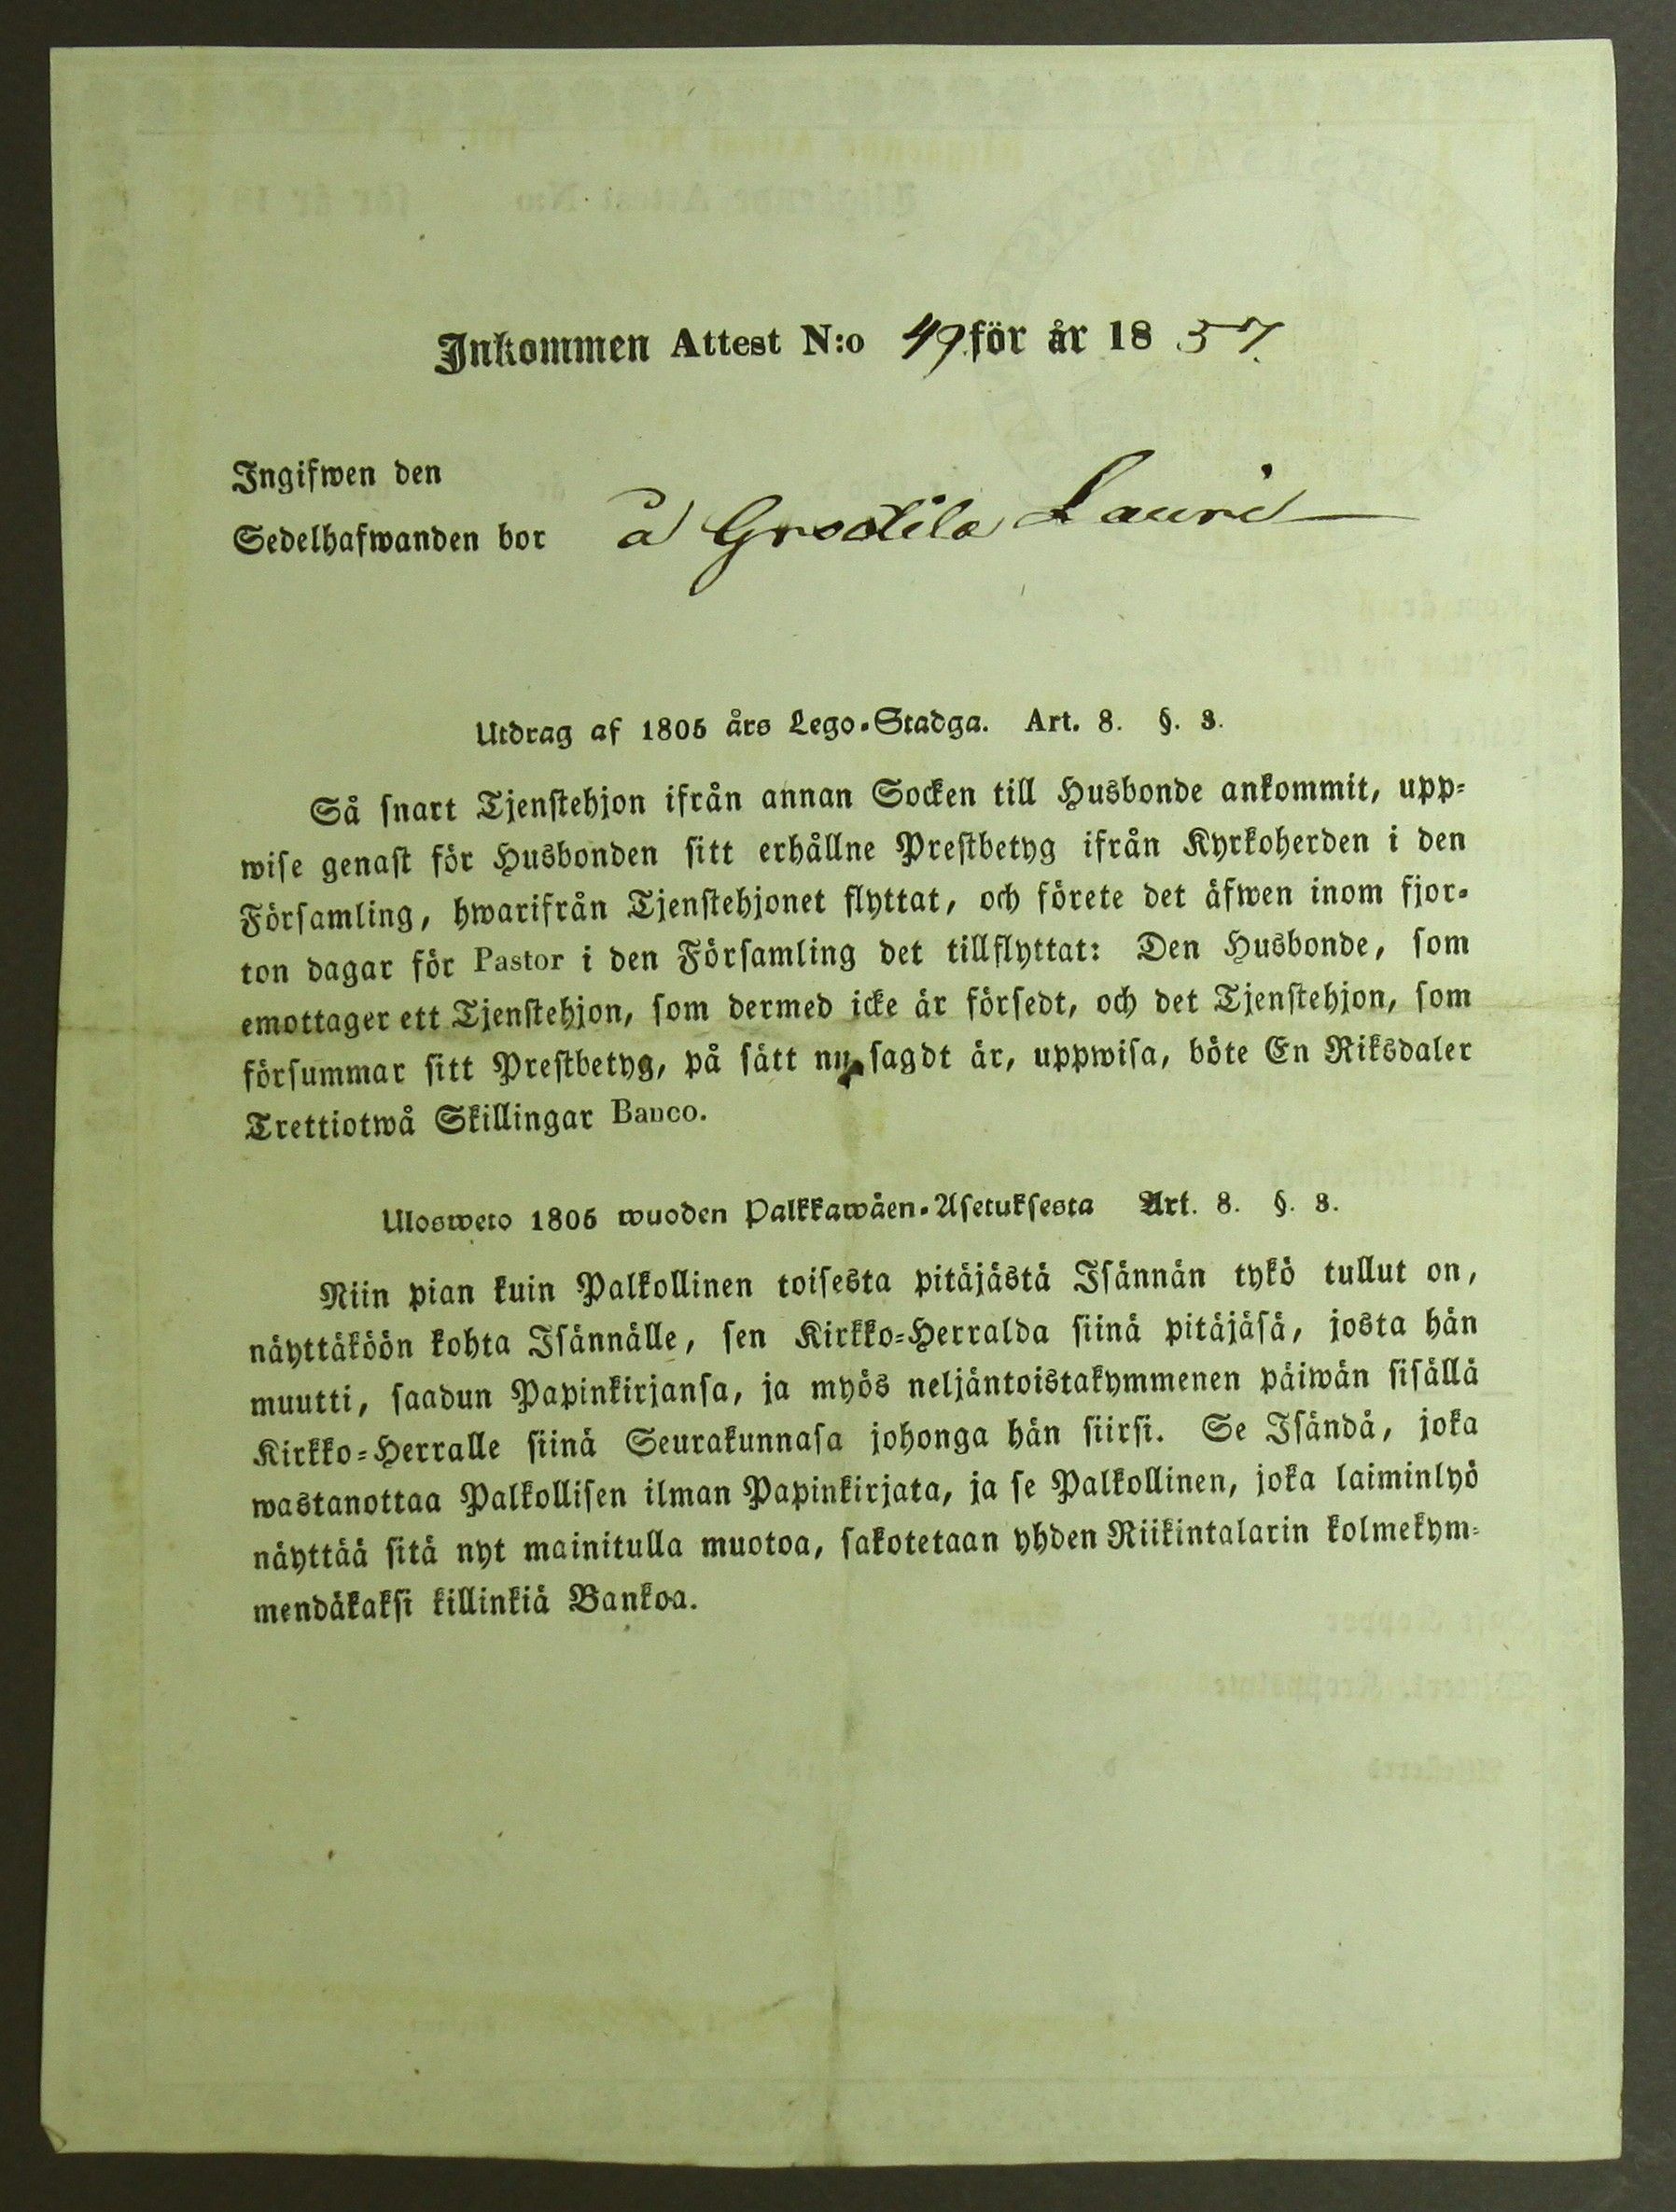 Inkommen Attest N:o 49 för år 1857.
Ingifwen den
Sedelhafwanden bor å Grottila Lauri
Utdrag af 1805 års Lego-Stadga. Art. 8. §. 3.
Så snart Tjenstehjon ifrån annan Socken till Husbonde ankommit, upp-
wise genast för Husbonden sitt erhållne Prestbetyg ifrån Kyrkoherden i den
Församling, hwarifrån Tjenstehjonet flyttat, och förete det äfwen inom fjor-
ton dagar för Pastor i den Församling det tillflyttat: Den Husbonde, som
emottager ett Tjenstehjon, som dermed icke är försedt, och det Tjenstehjon, som
försummar sitt Prestbetyg, på sätt ny sagdt är, uppwisa, böte En Riksdaler
Trettiotwå Skillingar Banco.
Ulosweto 1805 wuoden Palkkawäen-Asetuksesta Art. 8. §. 3.
Niin pian kuin Palkollinen toisesta pitäjästä Isännän tykö tullut on,
näyttäköön kohta Isännälle, sen Kirkko-Herralda siinä pitäjäsä, josta hän
muutti, saadun Papinkirjansa, ja myös neljäntoistakymmenen päiwän sisällä
Kirkko-Herralle siinä Seurakunnasa johonga hän siirsi. Se Isändä, joka
wastanottaa Palkollisen ilman Papinkirjata, ja se Palkollinen, joka laiminlyö
näyttää sitä nyt mainitulla muotoa, sakotetaan yhden Riikintalarin kolmekym-
mendäkaksi killinkiä Bankoa.